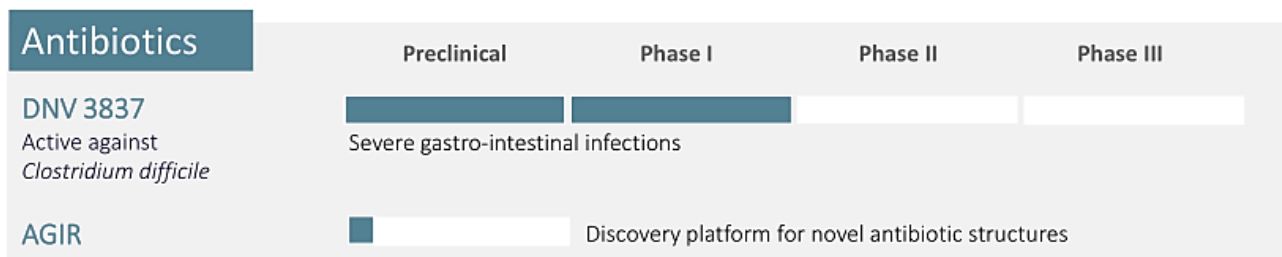 Antibiotics
Preclinical Phase I Phase II Phase III
DNV 3837
Active against
Clostridium difficile
Severe gastro-intestinal infections
AGIR
Discovery platform for novel antibiotic structures